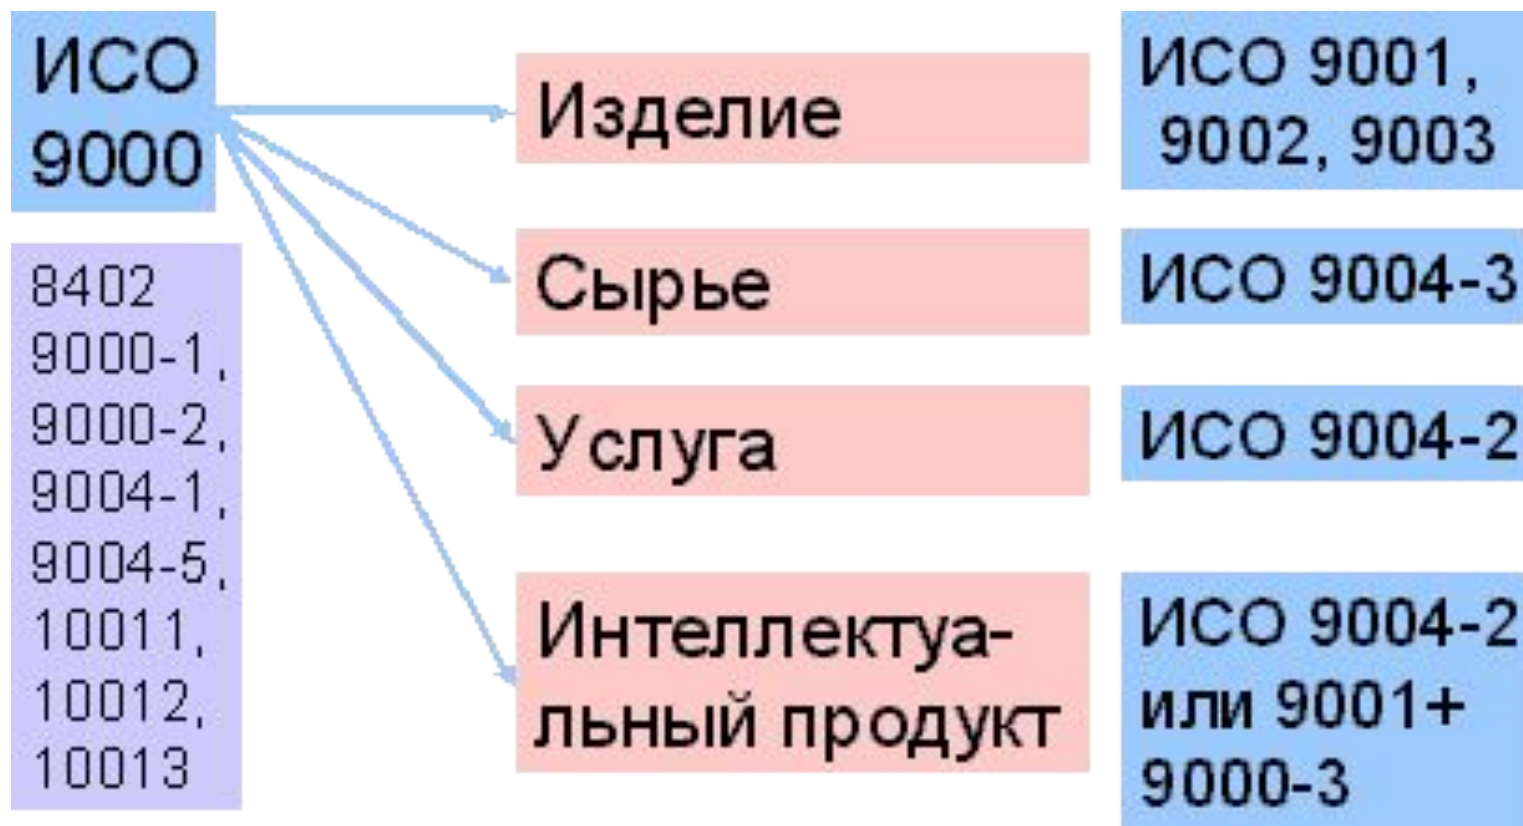 ИСО
9000
8402
9000-1,
9000-2,
9004-1,
9004-5,
10011,
10012,
10013
Изделие
ИСО 9001,
9002, 9003
Сырье
ИСО 9004-3
Услуга
ИСО 9004-2
Интеллектуа-
льный продукт
ИСО 9004-2
или 9001+
9000-3